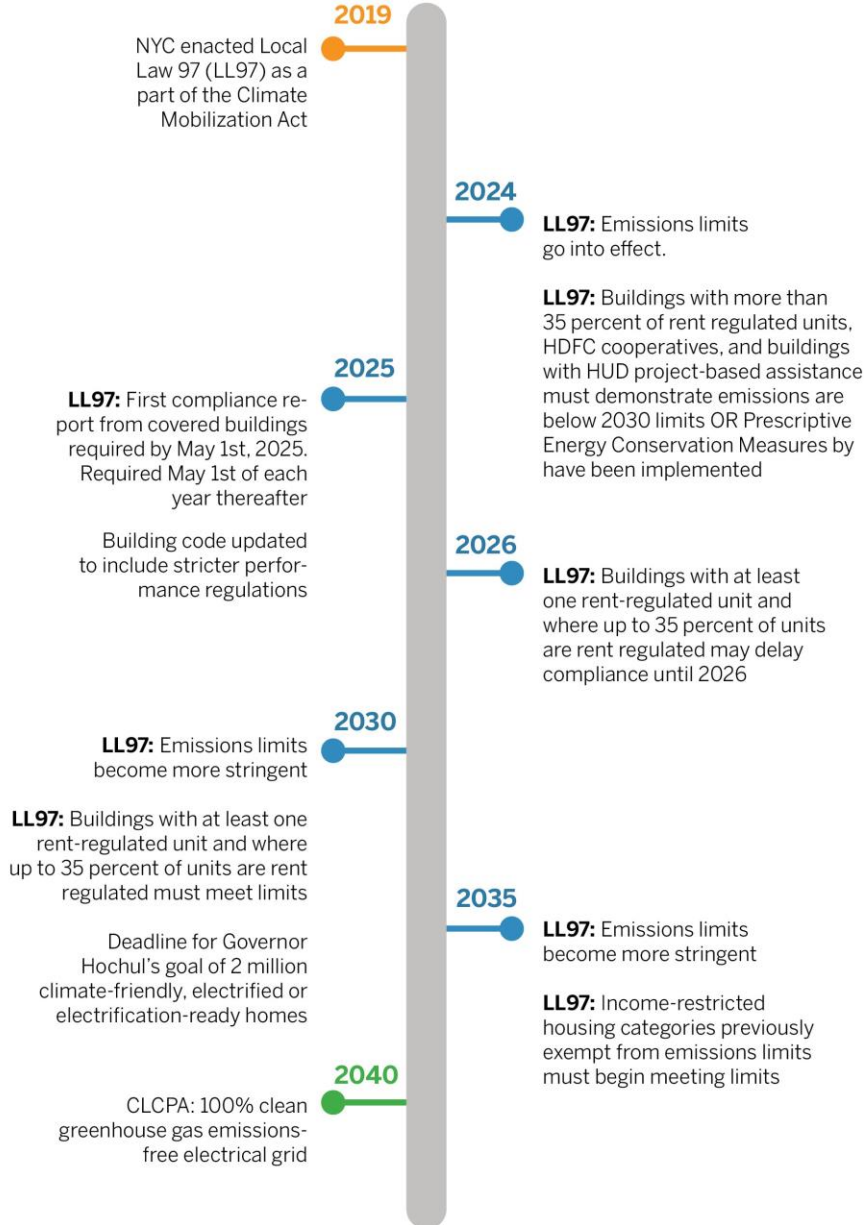 2019
NYC enacted Local
Law 97 (LL97) as a
part of the Climate
Mobilization Act
2024
LL97: Emissions limits
go into effect.
LL97: Buildings with more than
35 percent of rent regulated units,
HDFC cooperatives, and buildings
with HUD project-based assistance
must demonstrate emissions are
below 2030 limits OR Prescriptive
Energy Conservation Measures by
have been implemented
2025
LL97: First compliance re-
port from covered buildings
required by May 1st, 2025.
Required May 1st of each
year thereafter
Building code updated
to include stricter perfor-
mance regulations
2026
LL97: Buildings with at least
one rent-regulated unit and
where up to 35 percent of units
are rent regulated may delay
compliance until 2026
2030
LL97: Emissions limits
become more stringent
LL97: Buildings with at least one
rent-regulated unit and where
up to 35 percent of units are rent
regulated must meet limits
Deadline for Governor
Hochul's goal of 2 million
climate-friendly, electrified or
electrification-ready homes
2035
LL97: Emissions limits
become more stringent
LL97: Income-restricted
housing categories previously
exempt from emissions limits
must begin meeting limits
2040
CLCPA: 100% clean
greenhouse gas emissions-
free electrical grid